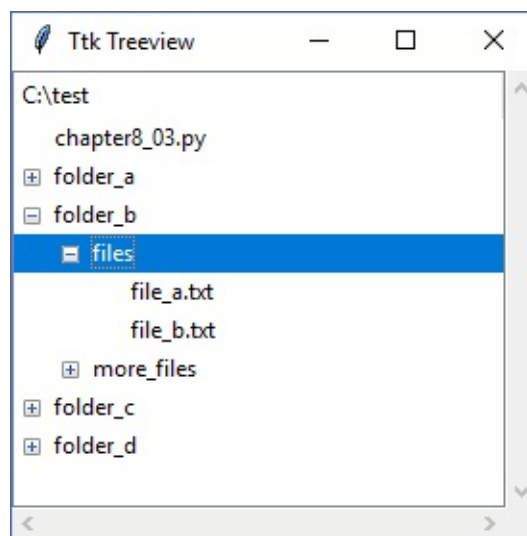 Ttk Treeview
C:\test
chapter8_03.py
folder_a
folder_b
files
file_a.txt
file_b.txt
more_files
folder_c
folder_d